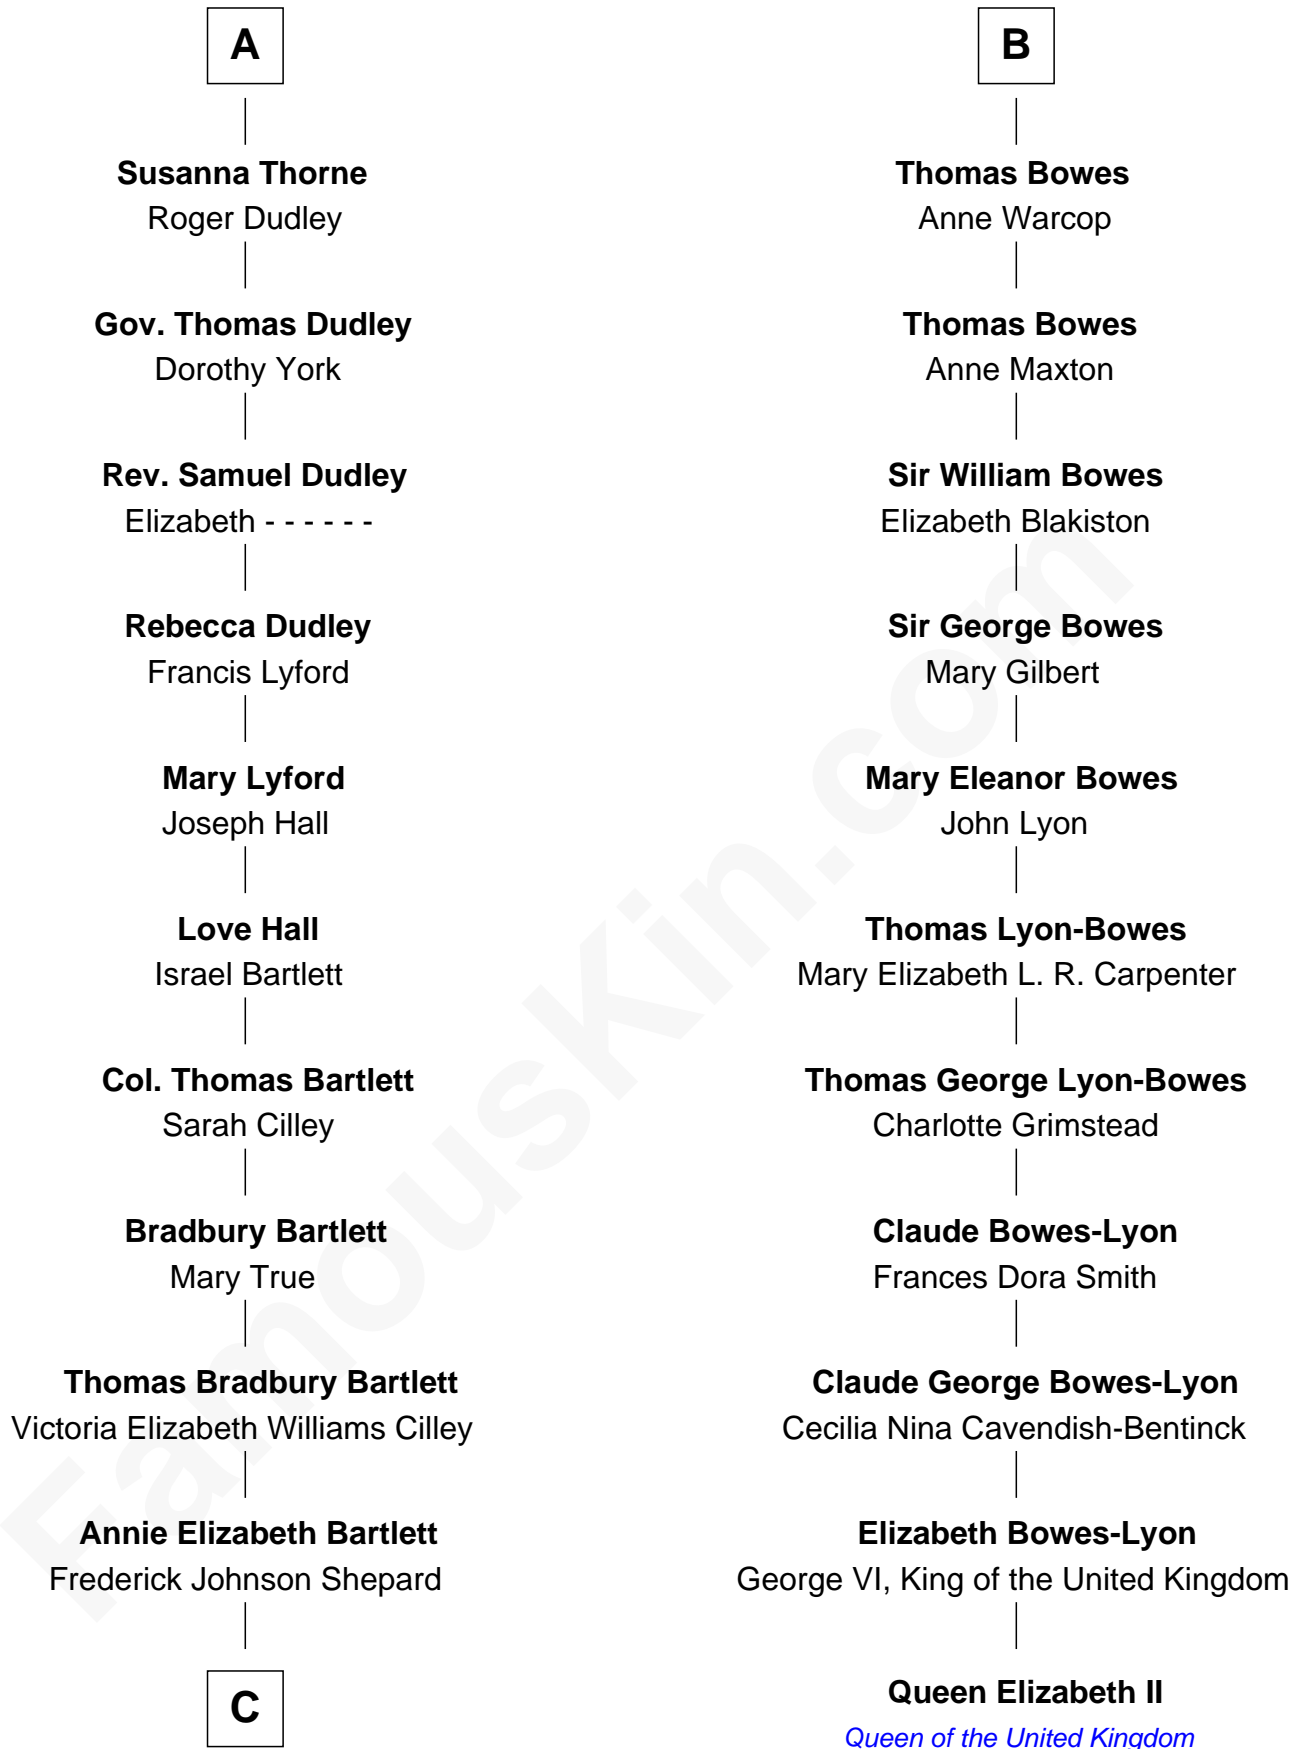 A
Susanna Thorne
Roger Dudley
Gov. Thomas Dudley
Dorothy York
Rev. Samuel Dudley
Elizabeth - - - - - -
Rebecca Dudley
Francis Lyford
Mary Lyford
Joseph Hall
Love Hall
Israel Bartlett
Col. Thomas Bartlett
Sarah Cilley
Bradbury Bartlett
Mary True
Thomas Bradbury Bartlett
Victoria Elizabeth Williams Cilley
Annie Elizabeth Bartlett
Frederick Johnson Shepard
C
B
Thomas Bowes
Anne Warcop
Thomas Bowes
Anne Maxton
Sir William Bowes
Elizabeth Blakiston
Sir George Bowes
Mary Gilbert
Mary Eleanor Bowes
John Lyon
Thomas Lyon-Bowes
Mary Elizabeth L. R. Carpenter
Thomas George Lyon-Bowes
Charlotte Grimstead
Claude Bowes-Lyon
Frances Dora Smith
Claude George Bowes-Lyon
Cecilia Nina Cavendish-Bentinck
Elizabeth Bowes-Lyon
George VI, King of the United Kingdom
Queen Elizabeth II
Queen of the United Kingdom
FamousKin.com